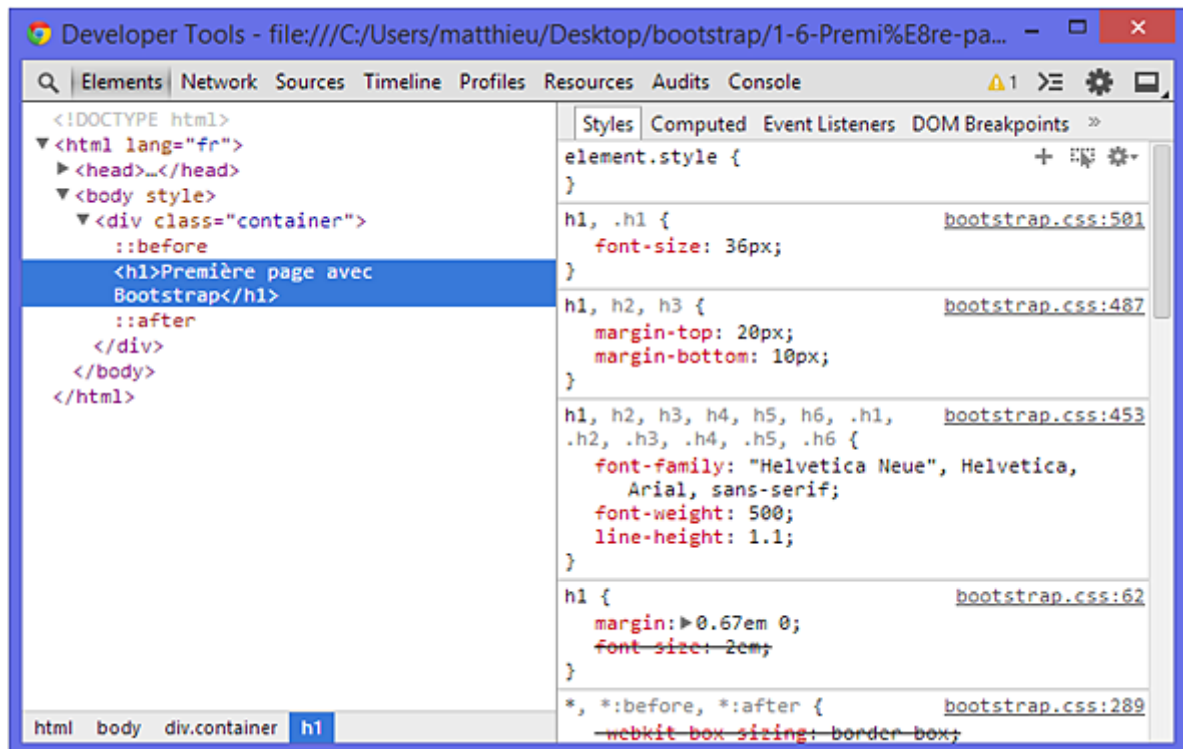 Developer Tools - file:///C:/Users/matthieu/Desktop/bootstrap/1-6-Premi%E8re-pa...
Elements Network Sources Timeline Profiles Resources Audits Console 1
<!DOCTYPE html>
<html lang="fr">
<head>…</head>
<body style>
<div class="container">
::before
<h1>Première page avec
Bootstrap</h1>
::after
</div>
</body>
</html>
html body div.container h1
Styles Computed Event Listeners DOM Breakpoints »
element.style {
}
h1, .h1 { bootstrap.css:501
font-size: 36px;
}
h1, h2, h3 { bootstrap.css:487
margin-top: 20px;
margin-bottom: 10px;
}
h1, h2, h3, h4, h5, h6, .h1, bootstrap.css:453
.h2, .h3, .h4, .h5, .h6 {
font-family: "Helvetica Neue", Helvetica,
Arial, sans-serif;
font-weight: 500;
line-height: 1.1;
}
h1 { bootstrap.css:62
margin: 0.67em 0;
font-size: 2em;
}
*, *:before, *:after { bootstrap.css:289
-webkit-box-sizing: border-box;